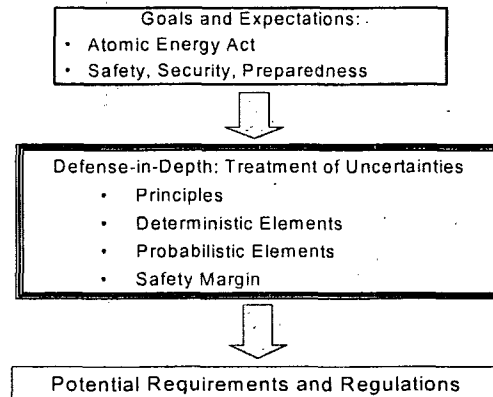 Goals and Expectations:
• Atomic Energy Act
• Safety, Security, Preparedness
Defense-in-Depth: Treatment of Uncertainties
• Principles
• Deterministic Elements
• Probabilistic Elements
• Safety Margin
Potential Requirements and Regulations